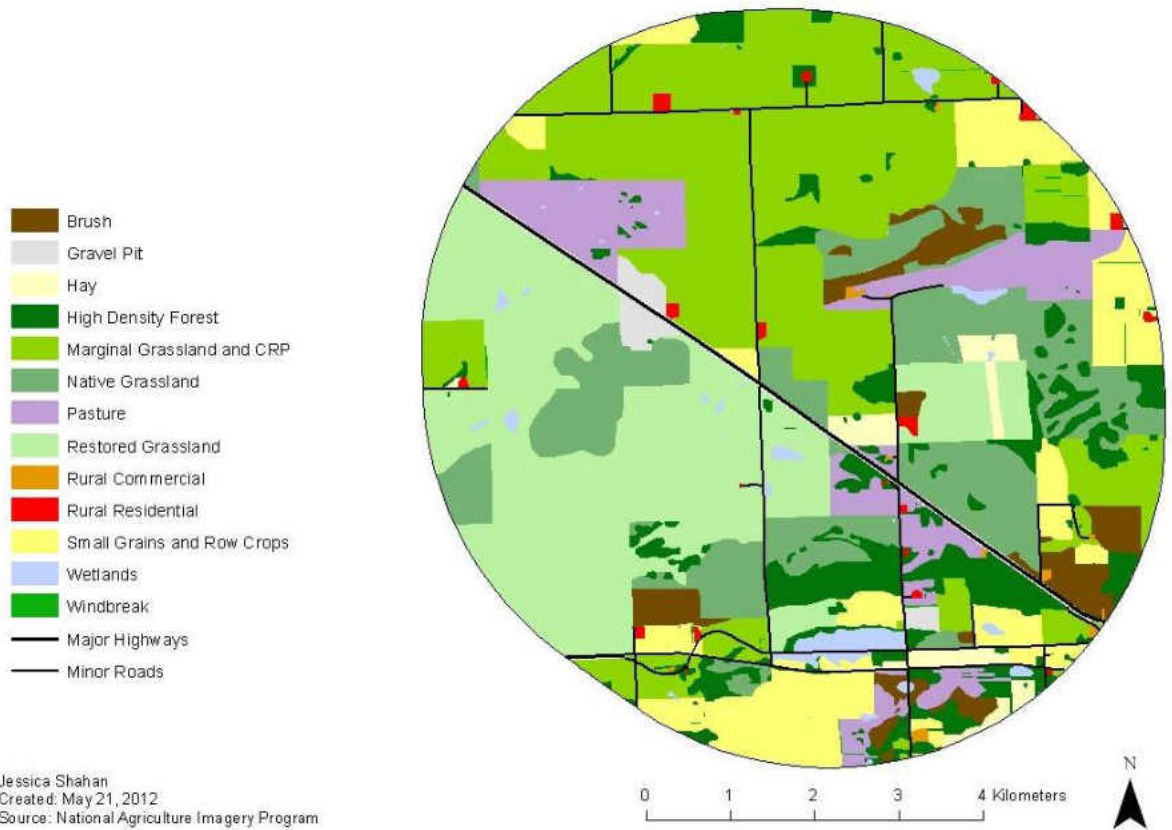 Brush
Gravel Pit
Hay
High Density Forest
Marginal Grassland and CRP
Native Grassland
Pasture
Restored Grassland
Rural Commercial
Rural Residential
Small Grains and Row Crops
Wetlands
Windbreak
Major Highways
Minor Roads
Jessica Shahan
Created: May 21, 2012
Source: National Agriculture Imagery Program
0 1 2 3 4 Kilometers
N